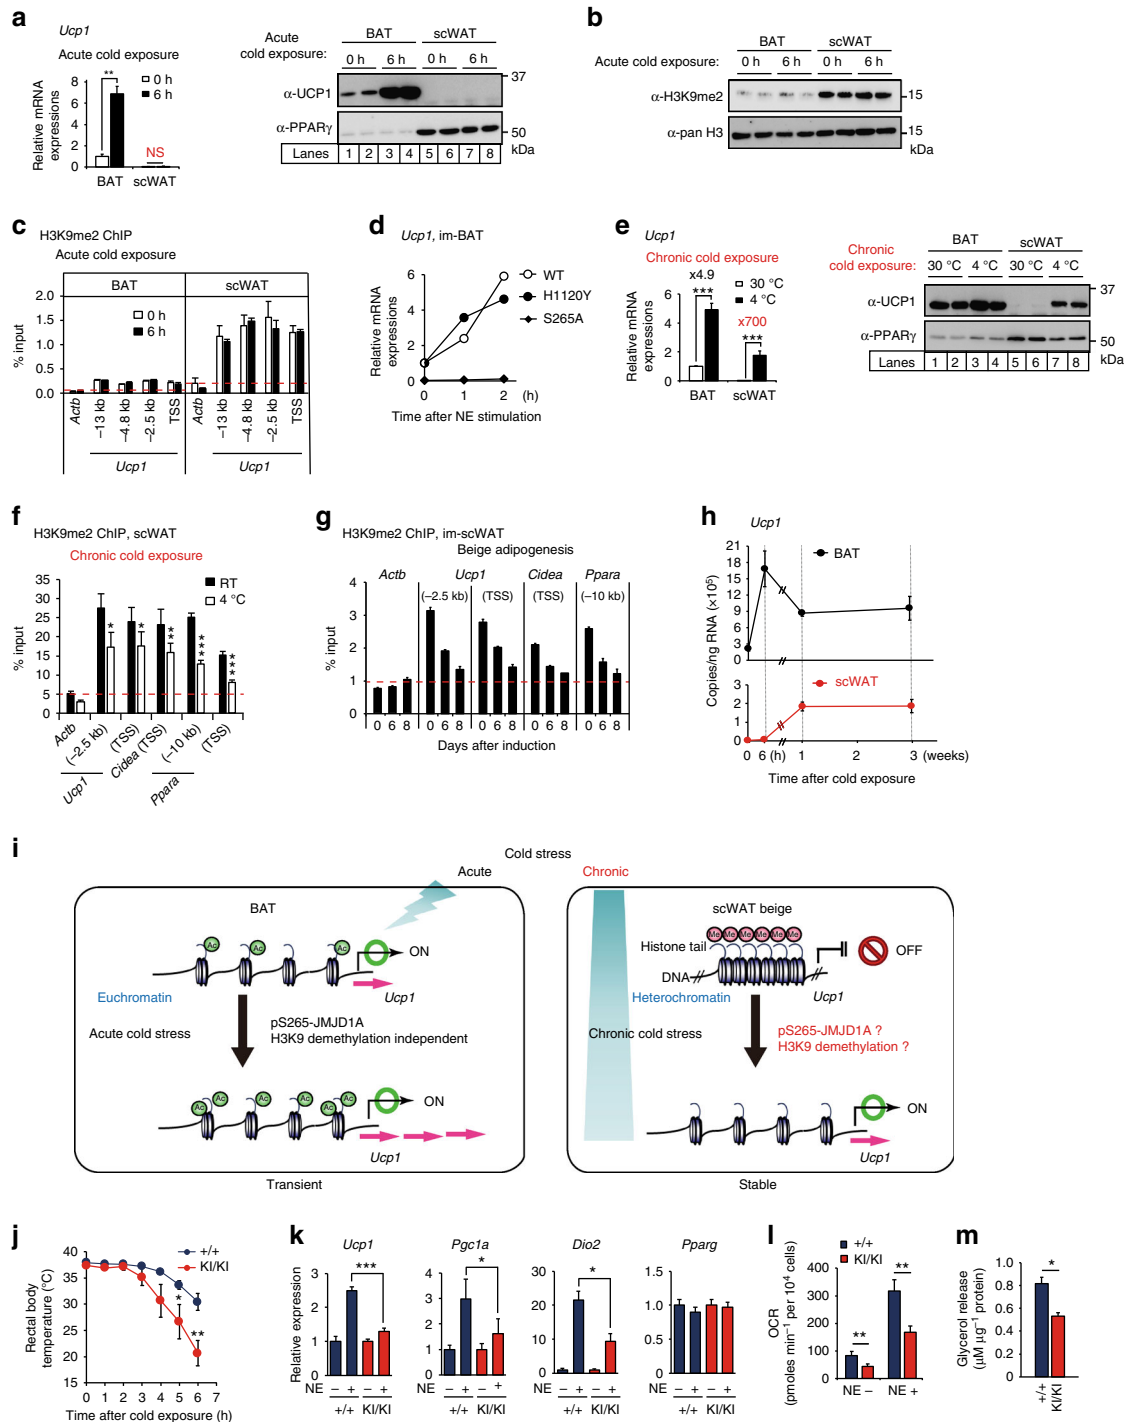 a
Ucp1
Acute cold exposure
Relative mRNA
expressions
8
6
4
2
0
**
0 h
6 h
NS
BAT
scWAT
Acute
cold exposure:
BAT
scWAT
0 h
6 h
0 h
6 h
α-UCP1
37
α-PPARγ
50
kDa
Lanes 1 2 3 4 5 6 7 8
b
BAT
scWAT
Acute cold exposure:
0 h
6 h
0 h
6 h
α-H3K9me2
15
α-pan H3
15
kDa
c
H3K9me2 ChIP
Acute cold exposure
BAT
scWAT
0 h
6 h
% input
2.0
1.5
1.0
0.5
0.0
Actb
–13 kb
–4.8 kb
–2.5 kb
TSS
Actb
–13 kb
–4.8 kb
–2.5 kb
TSS
Ucp1
Ucp1
d
Ucp1, im-BAT
Relative mRNA
expressions
6
4
2
0
WT
H1120Y
S265A
0 1 2 (h)
Time after NE stimulation
e
Ucp1
Chronic cold exposure
x4.9
***
30 °C
4 °C
x700
***
Relative mRNA
expressions
6
4
2
0
BAT
scWAT
Chronic
cold exposure:
BAT
scWAT
30 °C
4 °C
30 °C
4 °C
α-UCP1
37
α-PPARγ
50
kDa
Lanes 1 2 3 4 5 6 7 8
f
H3K9me2 ChIP, scWAT
Chronic cold exposure
RT
4 °C
% input
35
30
25
20
15
10
5
0
*
*
**
***
***
Actb
(–2.5 kb)
(TSS)
Cidea (TSS)
(–10 kb)
(TSS)
Ucp1
Ppara
g
H3K9me2 ChIP, im-scWAT
Beige adipogenesis
Actb
Ucp1
Cidea
Ppara
(–2.5 kb)
(TSS)
(TSS)
(–10 kb)
% input
4
3
2
1
0
0 6 8 0 6 8 0 6 8 0 6 8 0 6 8
Days after induction
h
Ucp1
Copies/ng RNA (×10⁵)
21
18
15
12
9
6
3
0
BAT
3
2
1
0
scWAT
0 6 (h) 1 2 3 (weeks)
Time after cold exposure
i
Cold stress
Acute
Chronic
BAT
Ac
Ac
Ac
ON
Ucp1
Euchromatin
Acute cold stress
pS265-JMJD1A
H3K9 demethylation independent
Ac
Ac
Ac
Ac
Ac
Ac
ON
Ucp1
Transient
scWAT beige
Me Me Me Me Me Me
Histone tail
DNA
OFF
Ucp1
Heterochromatin
Chronic cold stress
pS265-JMJD1A ?
H3K9 demethylation ?
ON
Ucp1
Stable
j
Rectal body
temperature (°C)
40
35
30
25
20
15
+/+
KI/KI
*
**
0 1 2 3 4 5 6 7
Time after cold exposure (h)
k
Relative expression
Ucp1
3
2
1
0
***
NE – + – +
+/+ KI/KI
Pgc1a
4
3
2
1
0
*
NE – + – +
+/+ KI/KI
Dio2
30
20
10
0
*
NE – + – +
+/+ KI/KI
Pparg
1.5
1.0
0.5
0
NE – + – +
+/+ KI/KI
l
+/+
KI/KI
OCR
(pmoles min⁻¹ per 10⁴ cells)
400
300
200
100
0
**
**
NE –
NE +
m
Glycerol release
(μM μg⁻¹ protein)
1.0
0.8
0.6
0.4
0.2
0
*
+/+
KI/KI